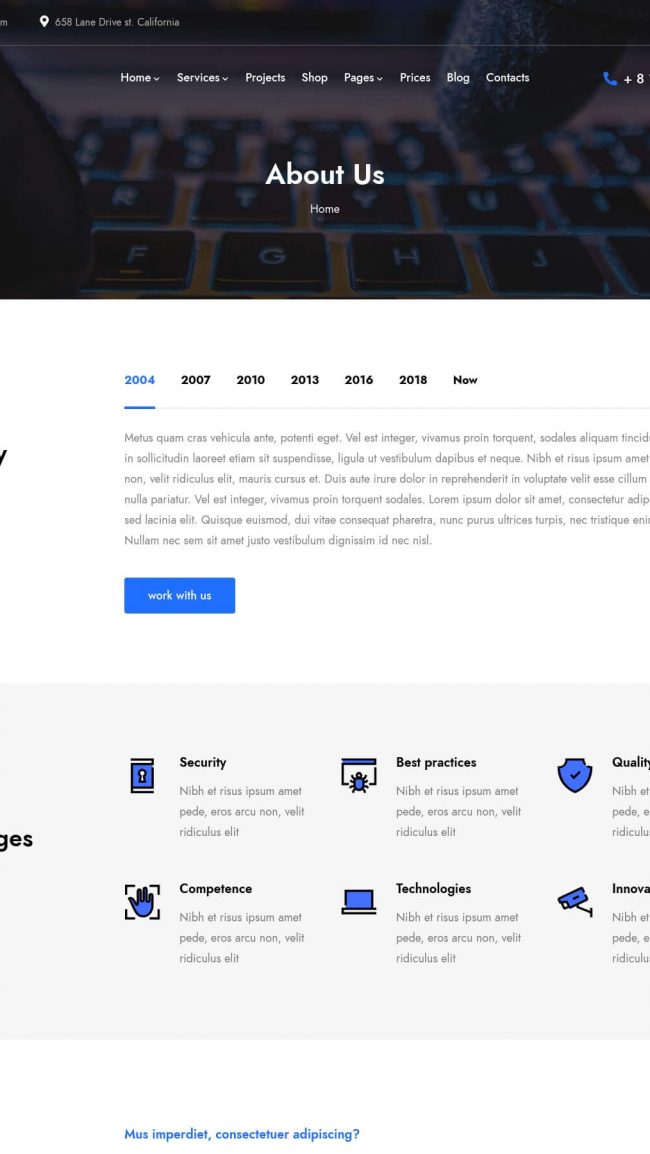 m
658 Lane Drive st. California
Home Services Projects Shop Pages Prices Blog Contacts
+ 8
About Us
Home
R T Y U
F G H J
2004 2007 2010 2013 2016 2018 Now
y
Metus quam cras vehicula ante, potenti eget. Vel est integer, vivamus proin torquent, sodales aliquam tincidu
in sollicitudin laoreet etiam sit suspendisse, ligula ut vestibulum dapibus et neque. Nibh et risus ipsum amet
non, velit ridiculus elit, mauris cursus et. Duis aute irure dolor in reprehenderit in voluptate velit esse cillum
nulla pariatur. Vel est integer, vivamus proin torquent sodales. Lorem ipsum dolor sit amet, consectetur adip
sed lacinia elit. Quisque euismod, dui vitae consequat pharetra, nunc purus ultrices turpis, nec tristique eni
Nullam nec sem sit amet justo vestibulum dignissim id nec nisl.
work with us
ges
Security
Nibh et risus ipsum amet
pede, eros arcu non, velit
ridiculus elit
Best practices
Nibh et risus ipsum amet
pede, eros arcu non, velit
ridiculus elit
Quality
Nibh et
pede, e
ridiculu
Competence
Nibh et risus ipsum amet
pede, eros arcu non, velit
ridiculus elit
Technologies
Nibh et risus ipsum amet
pede, eros arcu non, velit
ridiculus elit
Innova
Nibh et
pede, e
ridiculu
Mus imperdiet, consectetuer adipiscing?